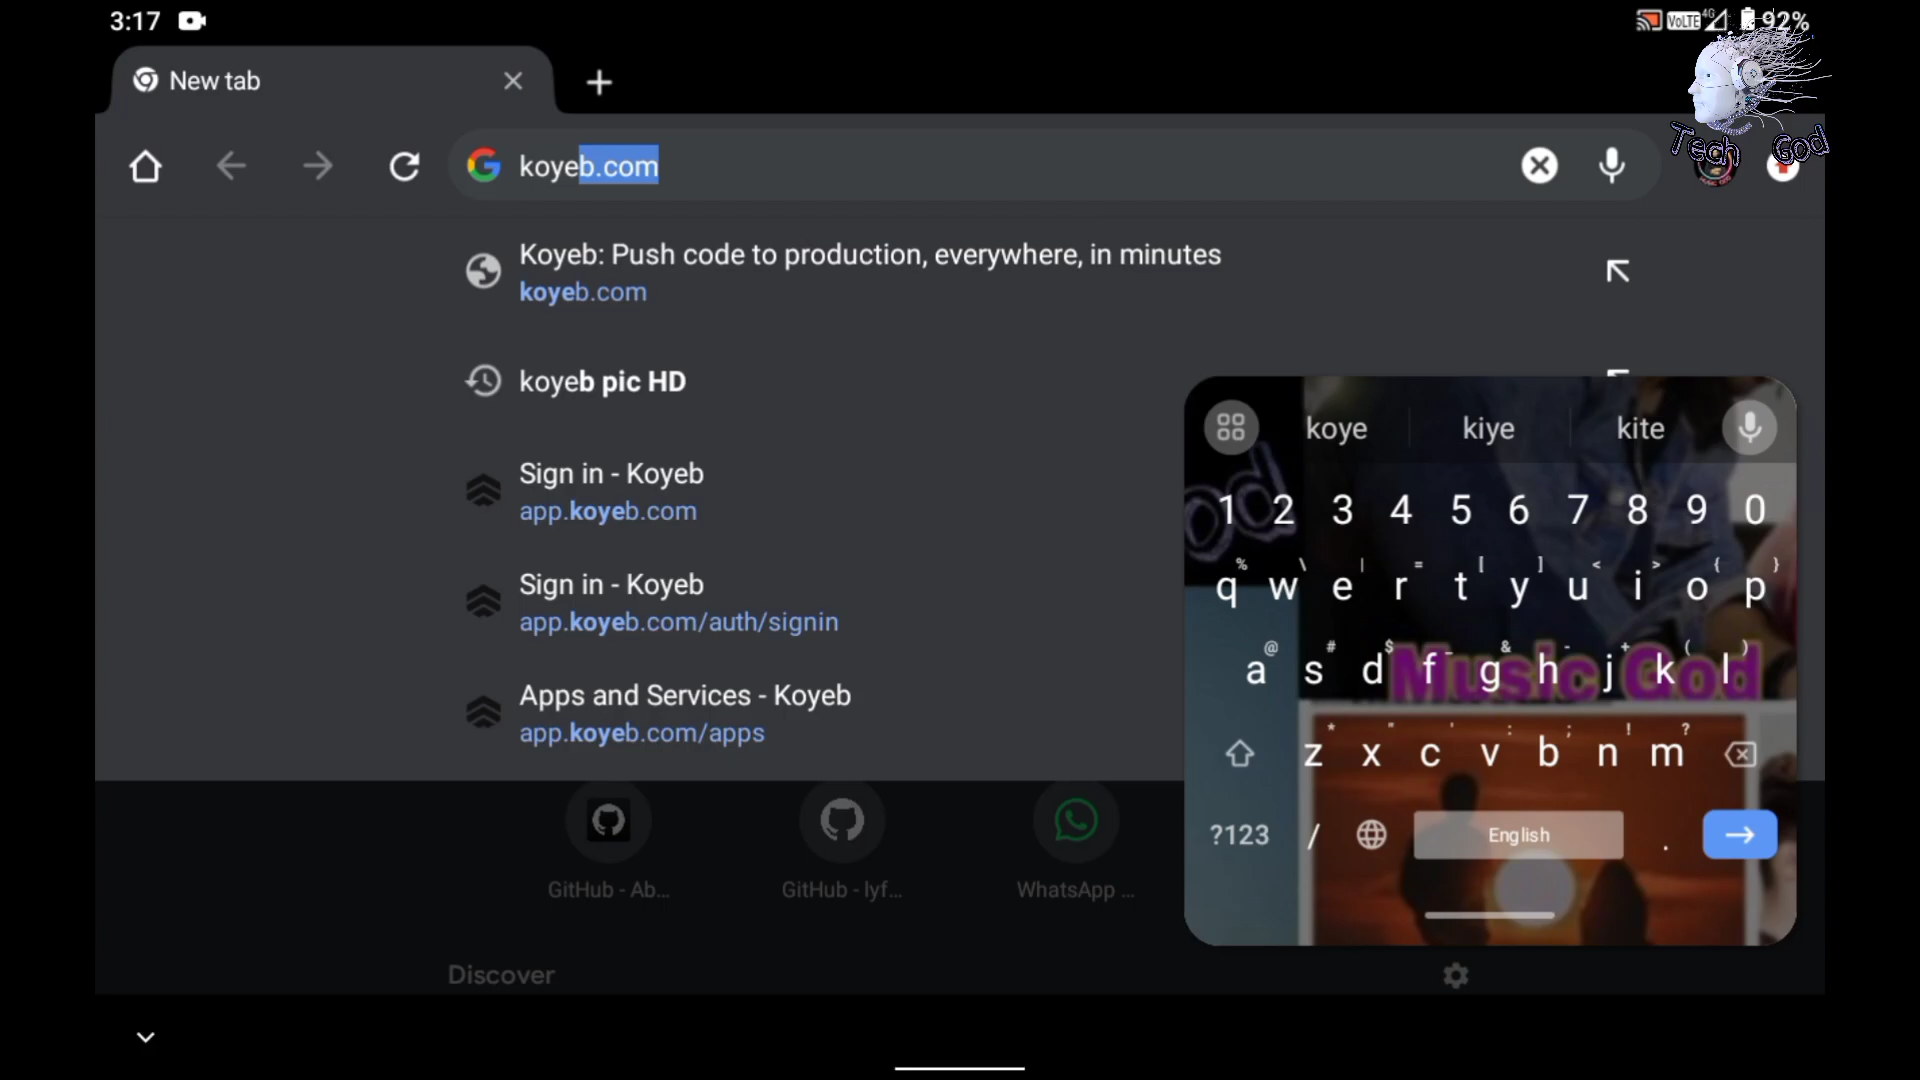 3:17
VoLTE 4G 92%
New tab
Tech God
koyeb.com
Koyeb: Push code to production, everywhere, in minutes
koyeb.com
koyeb pic HD
Sign in - Koyeb
app.koyeb.com
Sign in - Koyeb
app.koyeb.com/auth/signin
Apps and Services - Koyeb
app.koyeb.com/apps
koye kiye kite
1 2 3 4 5 6 7 8 9 0
% \ | = [ ] < > { }
q w e r t y u i o p
@ # $ _ & - + ( )
a s d f g h j k l
Music God
* " ' : ; ! ?
z x c v b n m
?123 / English .
GitHub - Ab... GitHub - lyf... WhatsApp ...
Discover